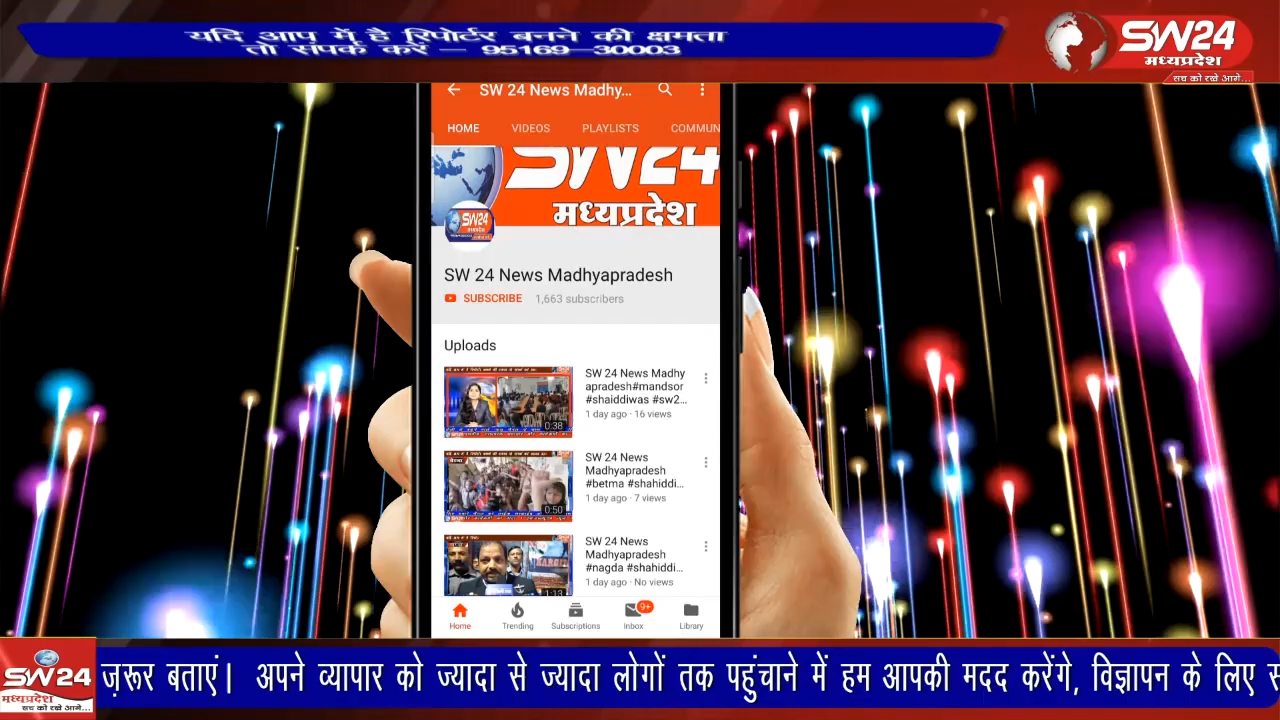 यदि आप में है रिपोर्टर बनने की क्षमता
तो संपर्क करें – 95169-30003
SW24
मध्यप्रदेश
सच को रखे आगे...
SW 24 News Madhy...
HOME VIDEOS PLAYLISTS COMMUN
SW24
मध्यप्रदेश
SW24
SW 24 News Madhyapradesh
SUBSCRIBE 1,663 subscribers
Uploads
SW 24 News Madhy
apradesh#mandsor
#shaiddiwas #sw2...
1 day ago · 16 views
0:38
SW 24 News
Madhyapradesh
#betma #shahiddi...
1 day ago · 7 views
0:50
SW 24 News
Madhyapradesh
#nagda #shahiddi...
1 day ago · No views
1:13
9+
Home Trending Subscriptions Inbox Library
SW24
मध्यप्रदेश
सच को रखे आगे...
ज़रूर बताएं। अपने व्यापार को ज्यादा से ज्यादा लोगों तक पहुंचाने में हम आपकी मदद करेंगे, विज्ञापन के लिए स